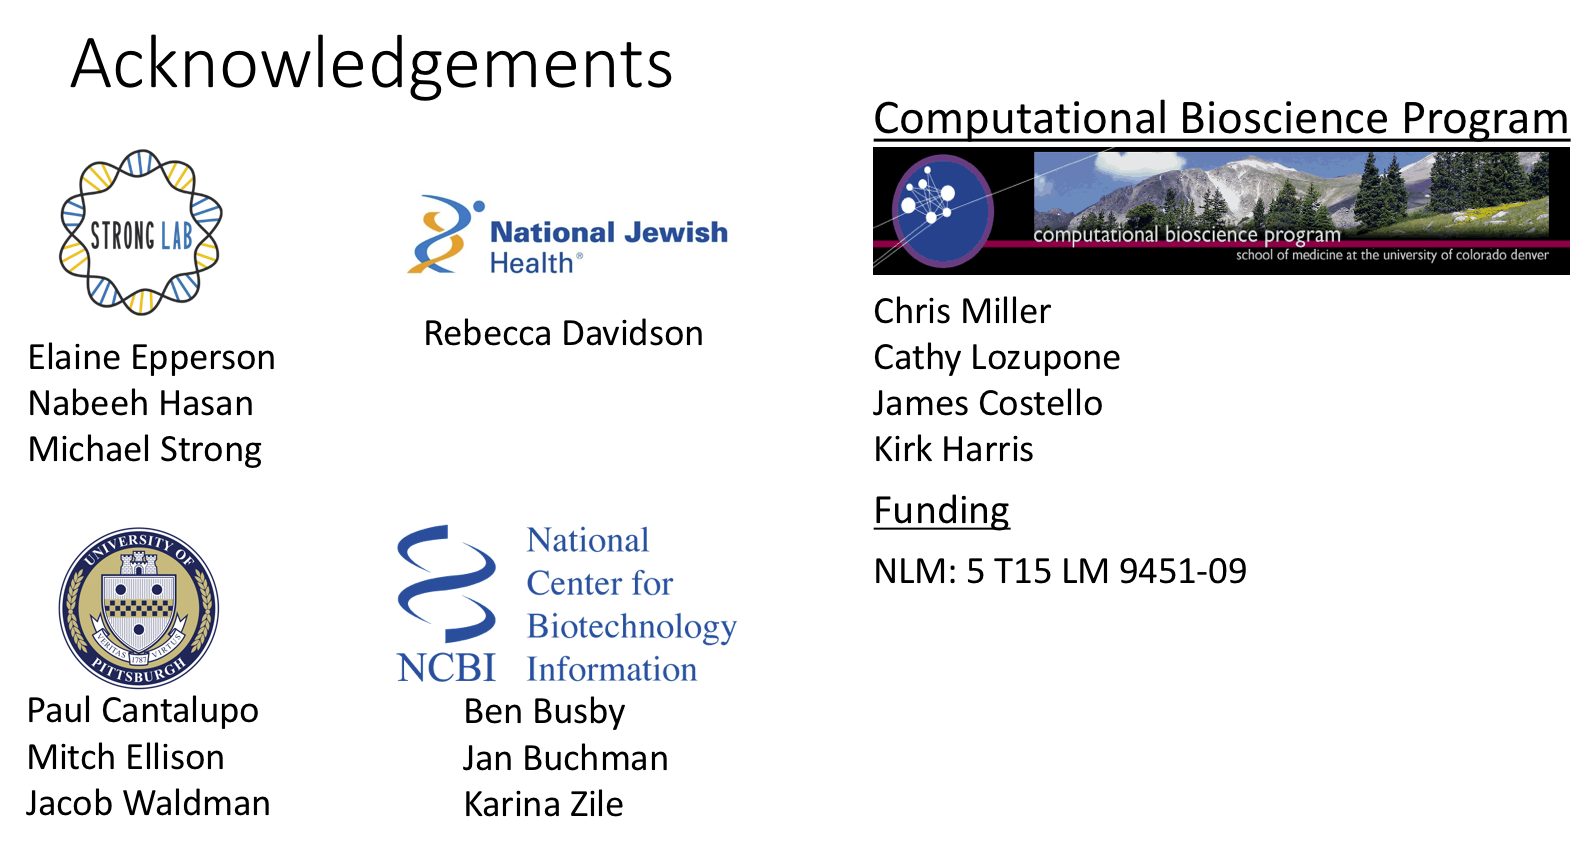 Acknowledgements
STRONG LAB
Elaine Epperson
Nabeeh Hasan
Michael Strong
National Jewish
Health®
Rebecca Davidson
UNIVERSITY OF
PITTSBURGH
VERITAS 1787 VIRTUS
Paul Cantalupo
Mitch Ellison
Jacob Waldman
NCBI
National
Center for
Biotechnology
Information
Ben Busby
Jan Buchman
Karina Zile
Computational Bioscience Program
computational bioscience program
school of medicine at the university of colorado denver
Chris Miller
Cathy Lozupone
James Costello
Kirk Harris
Funding
NLM: 5 T15 LM 9451-09